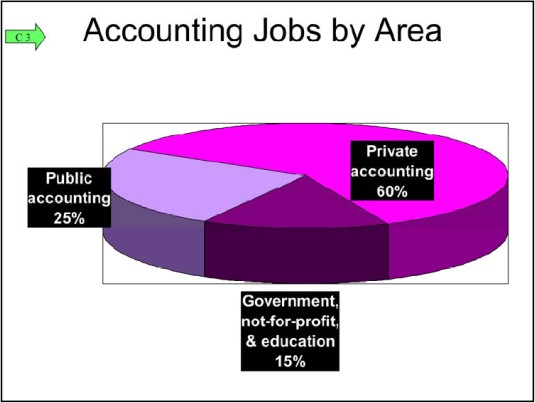 C 3
Accounting Jobs by Area
Private
accounting
60%
Public
accounting
25%
Government,
not-for-profit,
& education
15%